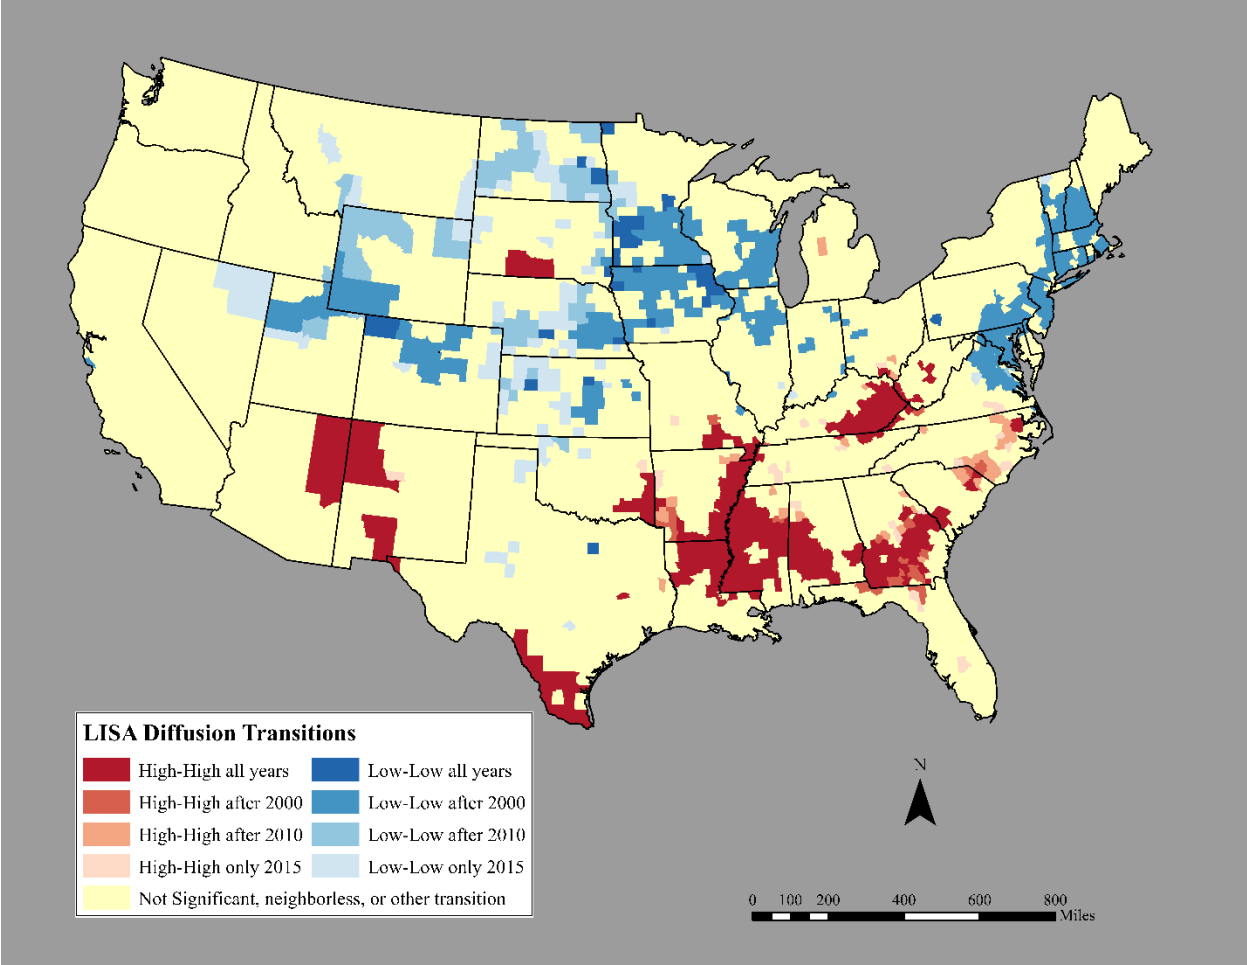 LISA Diffusion Transitions
High-High all years Low-Low all years
High-High after 2000 Low-Low after 2000
High-High after 2010 Low-Low after 2010
High-High only 2015 Low-Low only 2015
Not Significant, neighborless, or other transition
N
0 100 200 400 600 800
Miles